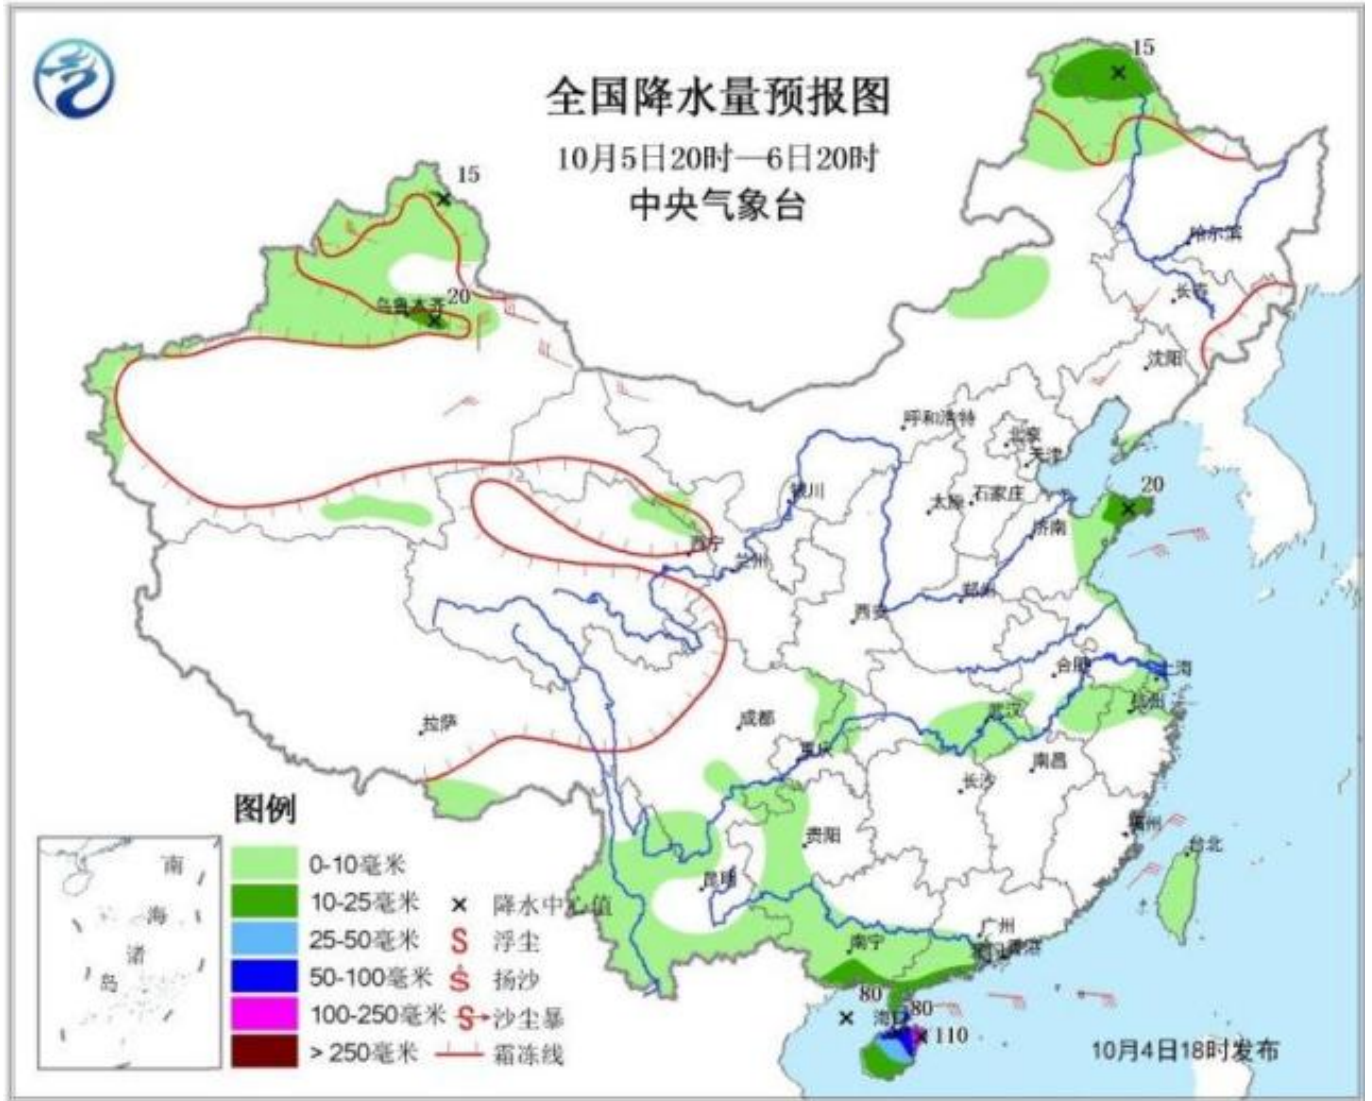 全国降水量预报图
10月5日20时—6日20时
中央气象台
15
15
哈尔滨
长春
乌鲁木齐
20
沈阳
呼和浩特
北京
天津
银川
太原
石家庄
20
济南
西宁
兰州
郑州
西安
合肥
上海
杭州
拉萨
成都
武汉
重庆
南昌
长沙
贵阳
福州
台北
昆明
广州
南宁
香港
澳门
80
海口
80
110
图例
0-10毫米
10-25毫米
25-50毫米
50-100毫米
100-250毫米
> 250毫米
降水中心值
浮尘
扬沙
沙尘暴
霜冻线
南
海
诸
岛
10月4日18时发布